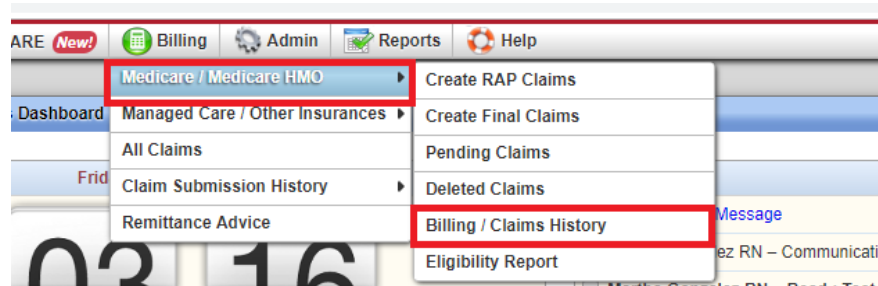 ARE New! Billing Admin Reports Help
Medicare / Medicare HMO
Managed Care / Other Insurances
All Claims
Claim Submission History
Remittance Advice
Create RAP Claims
Create Final Claims
Pending Claims
Deleted Claims
Billing / Claims History
Eligibility Report
Dashboard
Frid
03 16
Message
ez RN – Communicati